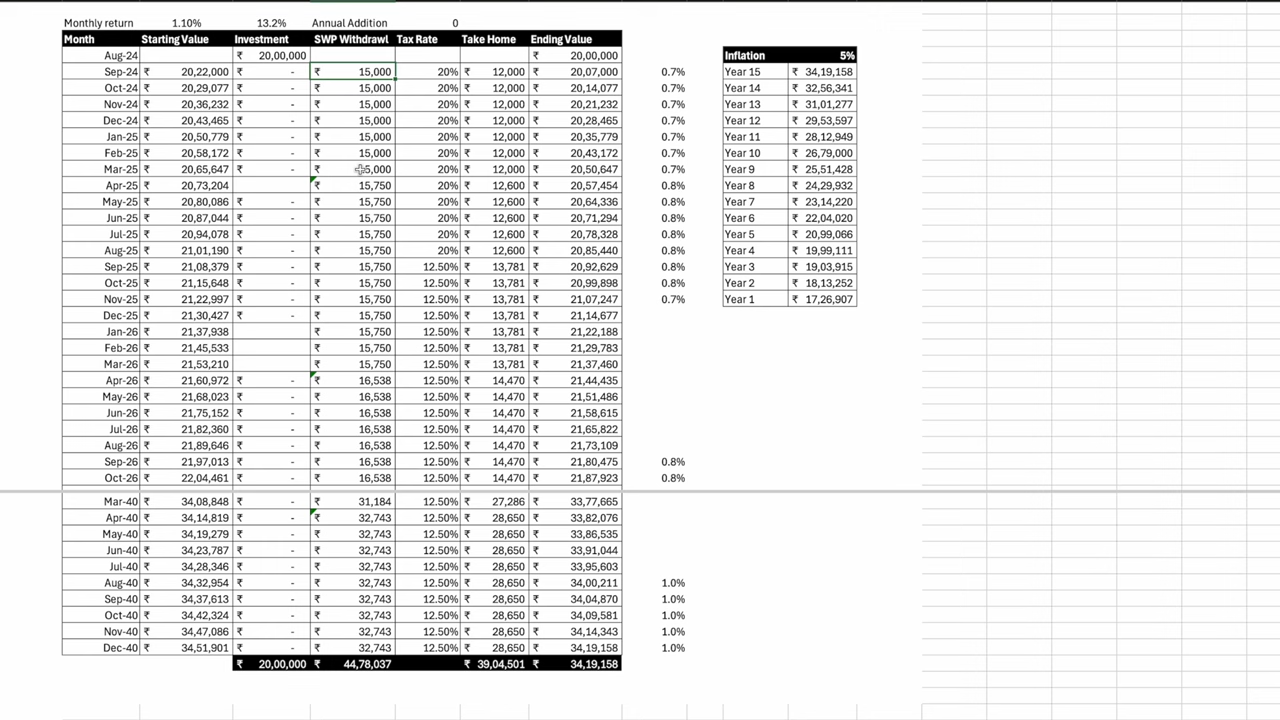 Monthly return 1.10% 13.2% Annual Addition 0
Month Starting Value Investment SWP Withdrawl Tax Rate Take Home Ending Value
Aug-24 ₹ 20,00,000 ₹ 20,00,000 Inflation 5%
Sep-24 ₹ 20,22,000 ₹ - ₹ 15,000 20% ₹ 12,000 ₹ 20,07,000 0.7% Year 15 ₹ 34,19,158
Oct-24 ₹ 20,29,077 ₹ - ₹ 15,000 20% ₹ 12,000 ₹ 20,14,077 0.7% Year 14 ₹ 32,56,341
Nov-24 ₹ 20,36,232 ₹ - ₹ 15,000 20% ₹ 12,000 ₹ 20,21,232 0.7% Year 13 ₹ 31,01,277
Dec-24 ₹ 20,43,465 ₹ - ₹ 15,000 20% ₹ 12,000 ₹ 20,28,465 0.7% Year 12 ₹ 29,53,597
Jan-25 ₹ 20,50,779 ₹ - ₹ 15,000 20% ₹ 12,000 ₹ 20,35,779 0.7% Year 11 ₹ 28,12,949
Feb-25 ₹ 20,58,172 ₹ - ₹ 15,000 20% ₹ 12,000 ₹ 20,43,172 0.7% Year 10 ₹ 26,79,000
Mar-25 ₹ 20,65,647 ₹ - ₹ 20% ₹ 12,000 ₹ 20,50,647 0.7% Year 9 ₹ 25,51,428
Apr-25 ₹ 20,73,204 ₹ 15,750 20% ₹ 12,600 ₹ 20,57,454 0.8% Year 8 ₹ 24,29,932
May-25 ₹ 20,80,086 ₹ - ₹ 15,750 20% ₹ 12,600 ₹ 20,64,336 0.8% Year 7 ₹ 23,14,220
Jun-25 ₹ 20,87,044 ₹ - ₹ 15,750 20% ₹ 12,600 ₹ 20,71,294 0.8% Year 6 ₹ 22,04,020
Jul-25 ₹ 20,94,078 ₹ - ₹ 15,750 20% ₹ 12,600 ₹ 20,78,328 0.8% Year 5 ₹ 20,99,066
Aug-25 ₹ 21,01,190 ₹ - ₹ 15,750 20% ₹ 12,600 ₹ 20,85,440 0.8% Year 4 ₹ 19,99,111
Sep-25 ₹ 21,08,379 ₹ - ₹ 15,750 12.50% ₹ 13,781 ₹ 20,92,629 0.8% Year 3 ₹ 19,03,915
Oct-25 ₹ 21,15,648 ₹ - ₹ 15,750 12.50% ₹ 13,781 ₹ 20,99,898 0.8% Year 2 ₹ 18,13,252
Nov-25 ₹ 21,22,997 ₹ - ₹ 15,750 12.50% ₹ 13,781 ₹ 21,07,247 0.7% Year 1 ₹ 17,26,907
Dec-25 ₹ 21,30,427 ₹ - ₹ 15,750 12.50% ₹ 13,781 ₹ 21,14,677
Jan-26 ₹ 21,37,938 ₹ 15,750 12.50% ₹ 13,781 ₹ 21,22,188
Feb-26 ₹ 21,45,533 ₹ 15,750 12.50% ₹ 13,781 ₹ 21,29,783
Mar-26 ₹ 21,53,210 ₹ 15,750 12.50% ₹ 13,781 ₹ 21,37,460
Apr-26 ₹ 21,60,972 ₹ - ₹ 16,538 12.50% ₹ 14,470 ₹ 21,44,435
May-26 ₹ 21,68,023 ₹ - ₹ 16,538 12.50% ₹ 14,470 ₹ 21,51,486
Jun-26 ₹ 21,75,152 ₹ - ₹ 16,538 12.50% ₹ 14,470 ₹ 21,58,615
Jul-26 ₹ 21,82,360 ₹ - ₹ 16,538 12.50% ₹ 14,470 ₹ 21,65,822
Aug-26 ₹ 21,89,646 ₹ - ₹ 16,538 12.50% ₹ 14,470 ₹ 21,73,109
Sep-26 ₹ 21,97,013 ₹ - ₹ 16,538 12.50% ₹ 14,470 ₹ 21,80,475 0.8%
Oct-26 ₹ 22,04,461 ₹ - ₹ 16,538 12.50% ₹ 14,470 ₹ 21,87,923 0.8%
Mar-40 ₹ 34,08,848 ₹ - ₹ 31,184 12.50% ₹ 27,286 ₹ 33,77,665
Apr-40 ₹ 34,14,819 ₹ - ₹ 32,743 12.50% ₹ 28,650 ₹ 33,82,076
May-40 ₹ 34,19,279 ₹ - ₹ 32,743 12.50% ₹ 28,650 ₹ 33,86,535
Jun-40 ₹ 34,23,787 ₹ - ₹ 32,743 12.50% ₹ 28,650 ₹ 33,91,044
Jul-40 ₹ 34,28,346 ₹ - ₹ 32,743 12.50% ₹ 28,650 ₹ 33,95,603
Aug-40 ₹ 34,32,954 ₹ - ₹ 32,743 12.50% ₹ 28,650 ₹ 34,00,211 1.0%
Sep-40 ₹ 34,37,613 ₹ - ₹ 32,743 12.50% ₹ 28,650 ₹ 34,04,870 1.0%
Oct-40 ₹ 34,42,324 ₹ - ₹ 32,743 12.50% ₹ 28,650 ₹ 34,09,581 1.0%
Nov-40 ₹ 34,47,086 ₹ - ₹ 32,743 12.50% ₹ 28,650 ₹ 34,14,343 1.0%
Dec-40 ₹ 34,51,901 ₹ - ₹ 32,743 12.50% ₹ 28,650 ₹ 34,19,158 1.0%
₹ 20,00,000 ₹ 44,78,037 ₹ 39,04,501 ₹ 34,19,158